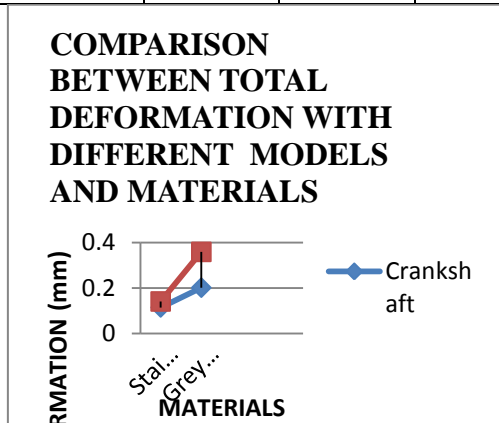 COMPARISON
BETWEEN TOTAL
DEFORMATION WITH
DIFFERENT MODELS
AND MATERIALS
0.4
0.2
0
RMATION (mm)
Stai...
Grey...
MATERIALS
Cranksh
aft